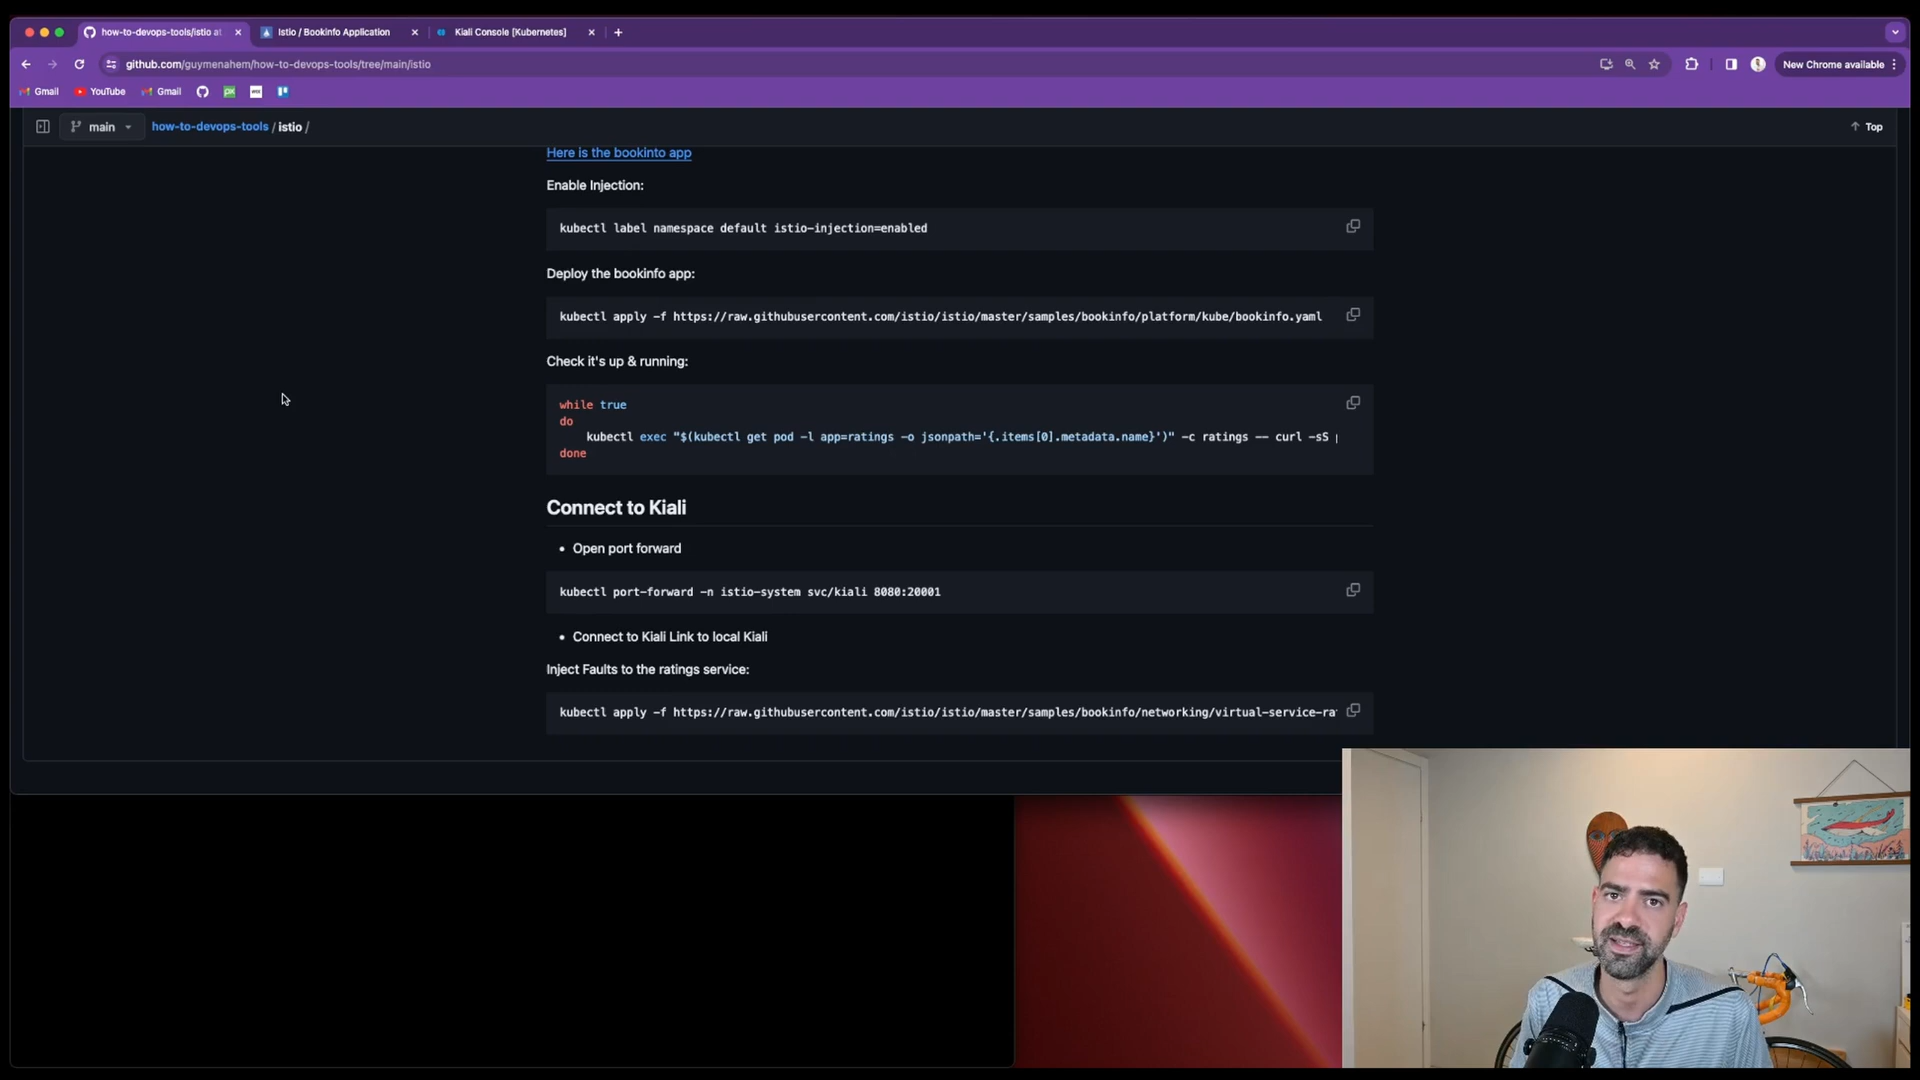 how-to-devops-tools/istio at
Istio / Bookinfo Application
Kiali Console [Kubernetes]
github.com/guymenahem/how-to-devops-tools/tree/main/istio
New Chrome available
Gmail
YouTube
Gmail
main
how-to-devops-tools / istio /
Top
Here is the bookinto app
Enable Injection:
kubectl label namespace default istio-injection=enabled
Deploy the bookinfo app:
kubectl apply -f https://raw.githubusercontent.com/istio/istio/master/samples/bookinfo/platform/kube/bookinfo.yaml
Check it's up & running:
while true
do
kubectl exec "$(kubectl get pod -l app=ratings -o jsonpath='{.items[0].metadata.name}')" -c ratings -- curl -sS
done
Connect to Kiali
• Open port forward
kubectl port-forward -n istio-system svc/kiali 8080:20001
• Connect to Kiali Link to local Kiali
Inject Faults to the ratings service:
kubectl apply -f https://raw.githubusercontent.com/istio/istio/master/samples/bookinfo/networking/virtual-service-ra